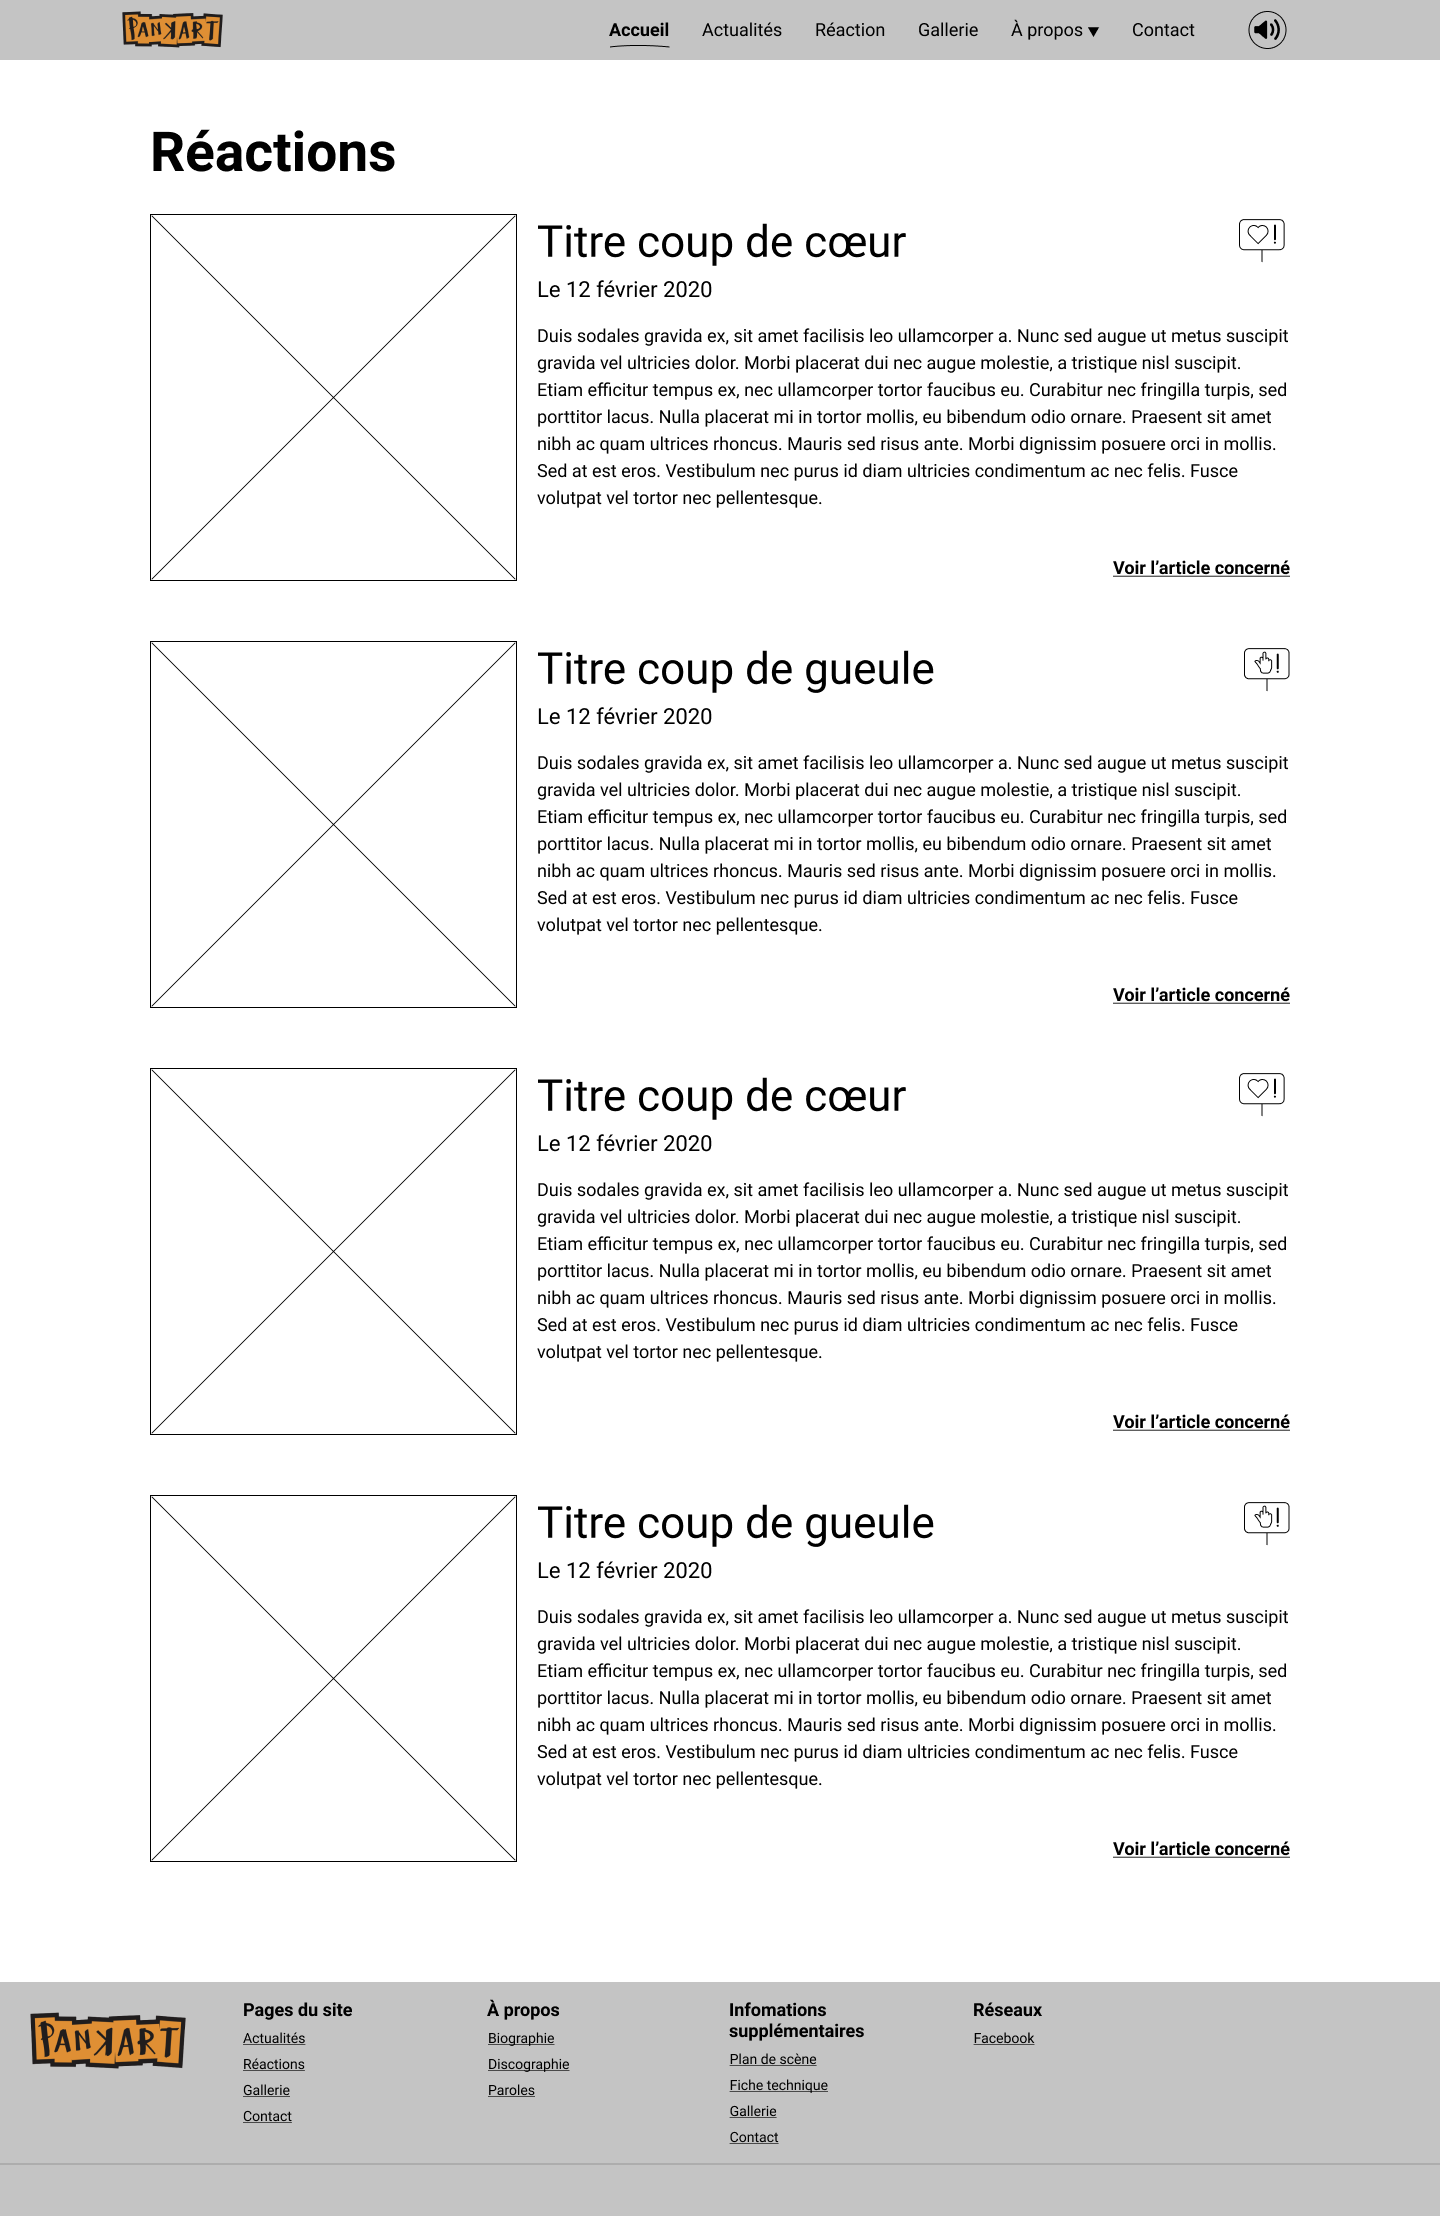 PANKART
Accueil Actualités Réaction Gallerie À propos ▼ Contact
Réactions
Titre coup de cœur
Le 12 février 2020
Duis sodales gravida ex, sit amet facilisis leo ullamcorper a. Nunc sed augue ut metus suscipit
gravida vel ultricies dolor. Morbi placerat dui nec augue molestie, a tristique nisl suscipit.
Etiam efficitur tempus ex, nec ullamcorper tortor faucibus eu. Curabitur nec fringilla turpis, sed
porttitor lacus. Nulla placerat mi in tortor mollis, eu bibendum odio ornare. Praesent sit amet
nibh ac quam ultrices rhoncus. Mauris sed risus ante. Morbi dignissim posuere orci in mollis.
Sed at est eros. Vestibulum nec purus id diam ultricies condimentum ac nec felis. Fusce
volutpat vel tortor nec pellentesque.
Voir l’article concerné
Titre coup de gueule
Le 12 février 2020
Duis sodales gravida ex, sit amet facilisis leo ullamcorper a. Nunc sed augue ut metus suscipit
gravida vel ultricies dolor. Morbi placerat dui nec augue molestie, a tristique nisl suscipit.
Etiam efficitur tempus ex, nec ullamcorper tortor faucibus eu. Curabitur nec fringilla turpis, sed
porttitor lacus. Nulla placerat mi in tortor mollis, eu bibendum odio ornare. Praesent sit amet
nibh ac quam ultrices rhoncus. Mauris sed risus ante. Morbi dignissim posuere orci in mollis.
Sed at est eros. Vestibulum nec purus id diam ultricies condimentum ac nec felis. Fusce
volutpat vel tortor nec pellentesque.
Voir l’article concerné
Titre coup de cœur
Le 12 février 2020
Duis sodales gravida ex, sit amet facilisis leo ullamcorper a. Nunc sed augue ut metus suscipit
gravida vel ultricies dolor. Morbi placerat dui nec augue molestie, a tristique nisl suscipit.
Etiam efficitur tempus ex, nec ullamcorper tortor faucibus eu. Curabitur nec fringilla turpis, sed
porttitor lacus. Nulla placerat mi in tortor mollis, eu bibendum odio ornare. Praesent sit amet
nibh ac quam ultrices rhoncus. Mauris sed risus ante. Morbi dignissim posuere orci in mollis.
Sed at est eros. Vestibulum nec purus id diam ultricies condimentum ac nec felis. Fusce
volutpat vel tortor nec pellentesque.
Voir l’article concerné
Titre coup de gueule
Le 12 février 2020
Duis sodales gravida ex, sit amet facilisis leo ullamcorper a. Nunc sed augue ut metus suscipit
gravida vel ultricies dolor. Morbi placerat dui nec augue molestie, a tristique nisl suscipit.
Etiam efficitur tempus ex, nec ullamcorper tortor faucibus eu. Curabitur nec fringilla turpis, sed
porttitor lacus. Nulla placerat mi in tortor mollis, eu bibendum odio ornare. Praesent sit amet
nibh ac quam ultrices rhoncus. Mauris sed risus ante. Morbi dignissim posuere orci in mollis.
Sed at est eros. Vestibulum nec purus id diam ultricies condimentum ac nec felis. Fusce
volutpat vel tortor nec pellentesque.
Voir l’article concerné
PANKART
Pages du site
Actualités
Réactions
Gallerie
Contact
À propos
Biographie
Discographie
Paroles
Infomations
supplémentaires
Plan de scène
Fiche technique
Gallerie
Contact
Réseaux
Facebook